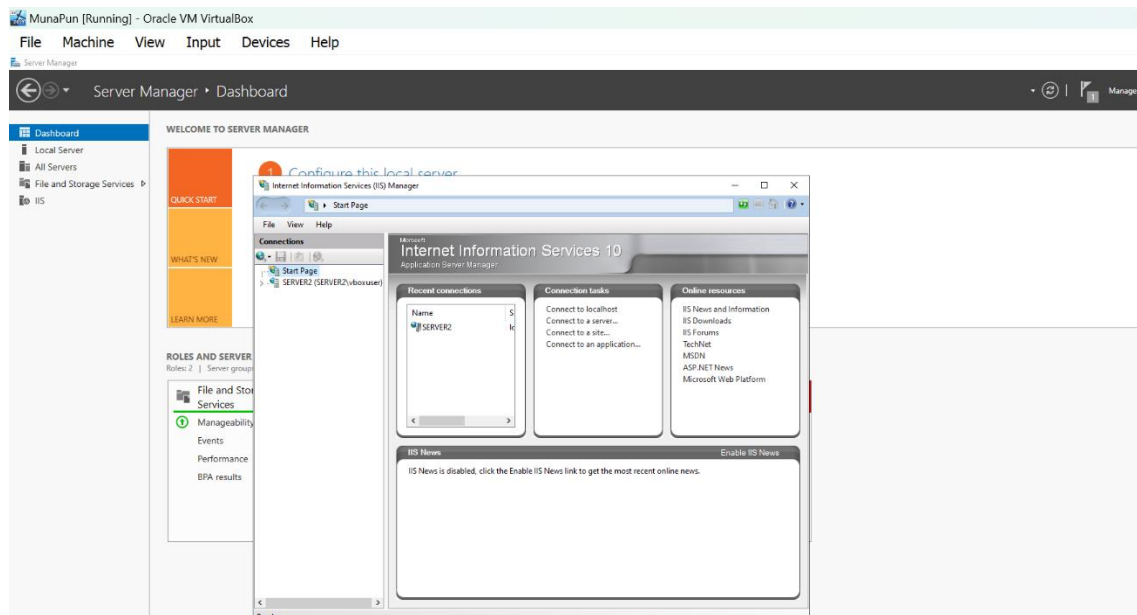 MunaPun [Running] - Oracle VM VirtualBox
File Machine View Input Devices Help
Server Manager
Server Manager • Dashboard
1 Manage
Dashboard
Local Server
All Servers
File and Storage Services
IIS
WELCOME TO SERVER MANAGER
1 Configure this local server
QUICK START
WHAT'S NEW
LEARN MORE
ROLES AND SERVER
Roles: 2 | Server group
File and Stor
Services
Manageability
Events
Performance
BPA results
Internet Information Services (IIS) Manager
Start Page
File View Help
Connections
Start Page
SERVER2 (SERVER2\vboxuser)
Microsoft
Internet Information Services 10
Application Server Manager
Recent connections
Name S
SERVER2 lc
Connection tasks
Connect to localhost
Connect to a server...
Connect to a site...
Connect to an application...
Online resources
IIS News and Information
IIS Downloads
IIS Forums
TechNet
MSDN
ASP.NET News
Microsoft Web Platform
IIS News Enable IIS News
IIS News is disabled, click the Enable IIS News link to get the most recent online news.